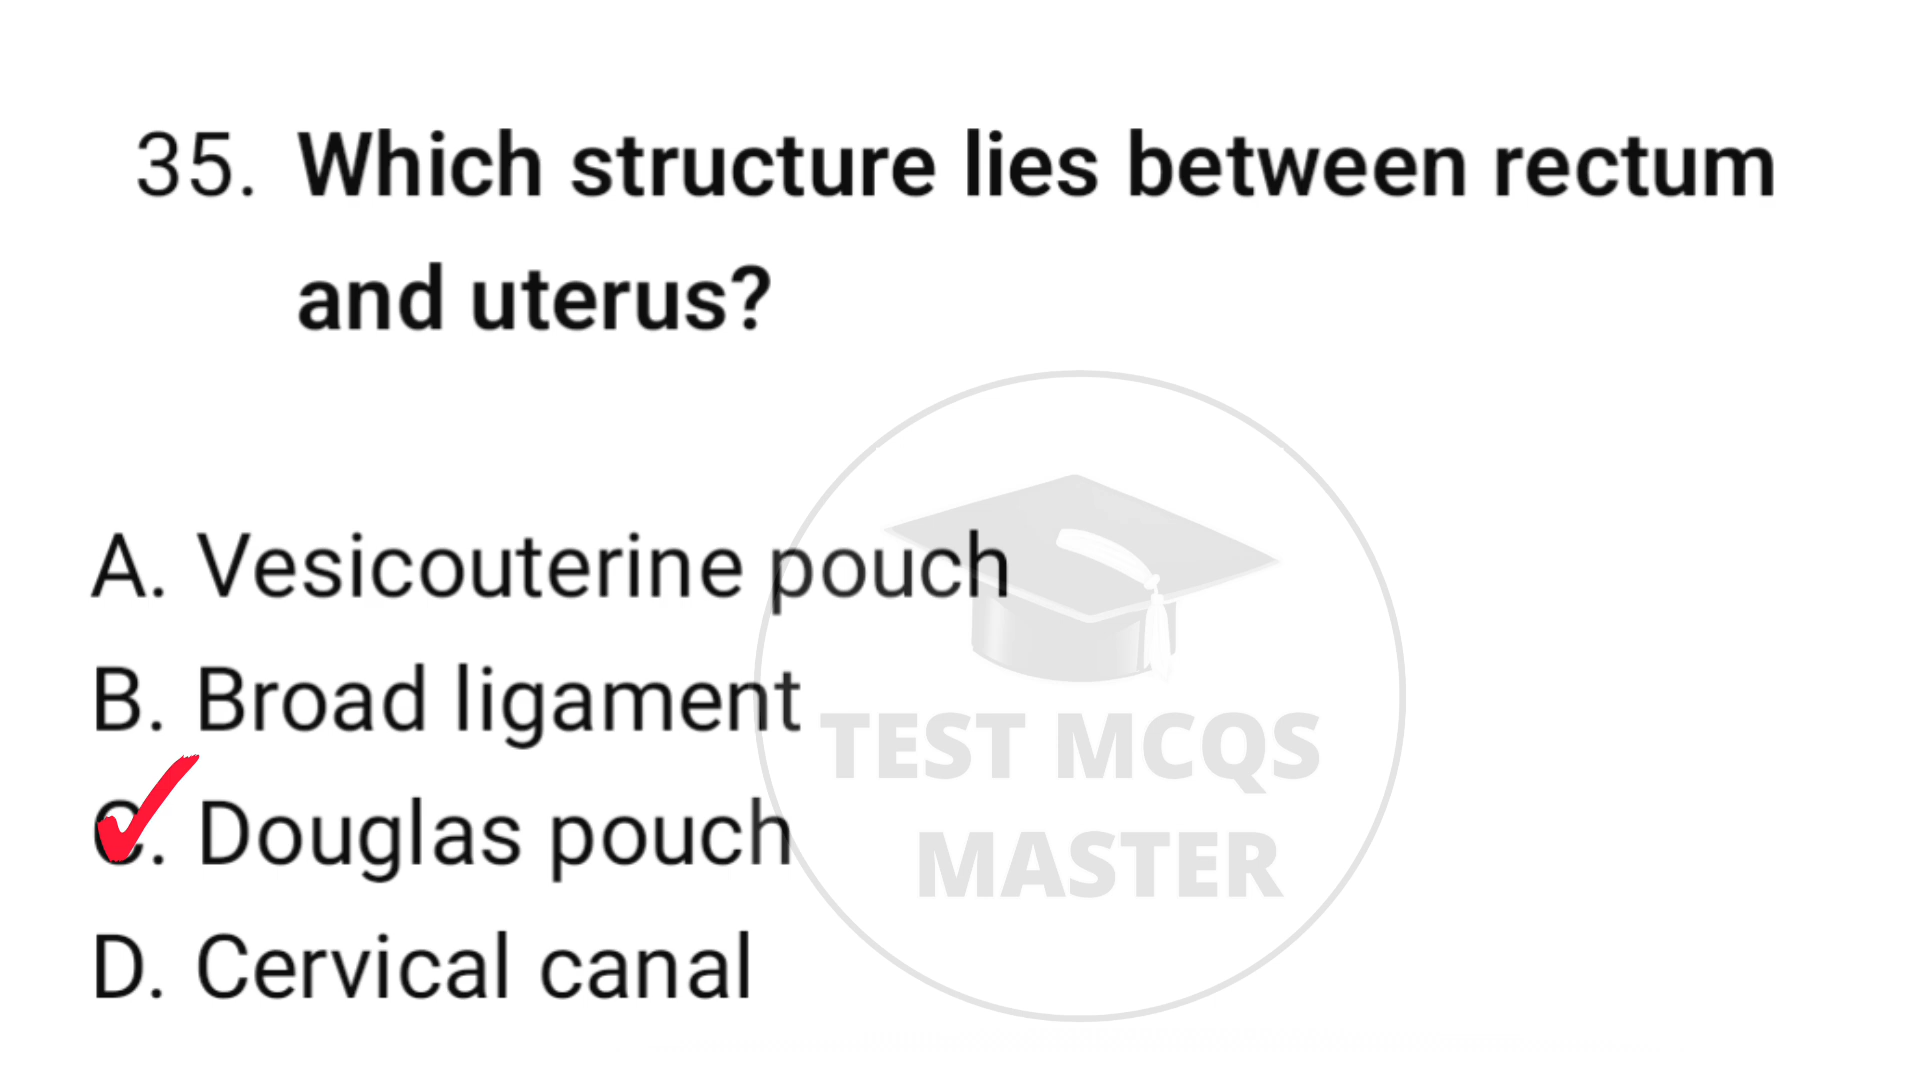 35. Which structure lies between rectum
and uterus?
A. Vesicouterine pouch
B. Broad ligament
C. Douglas pouch
D. Cervical canal
TEST MCQS
MASTER